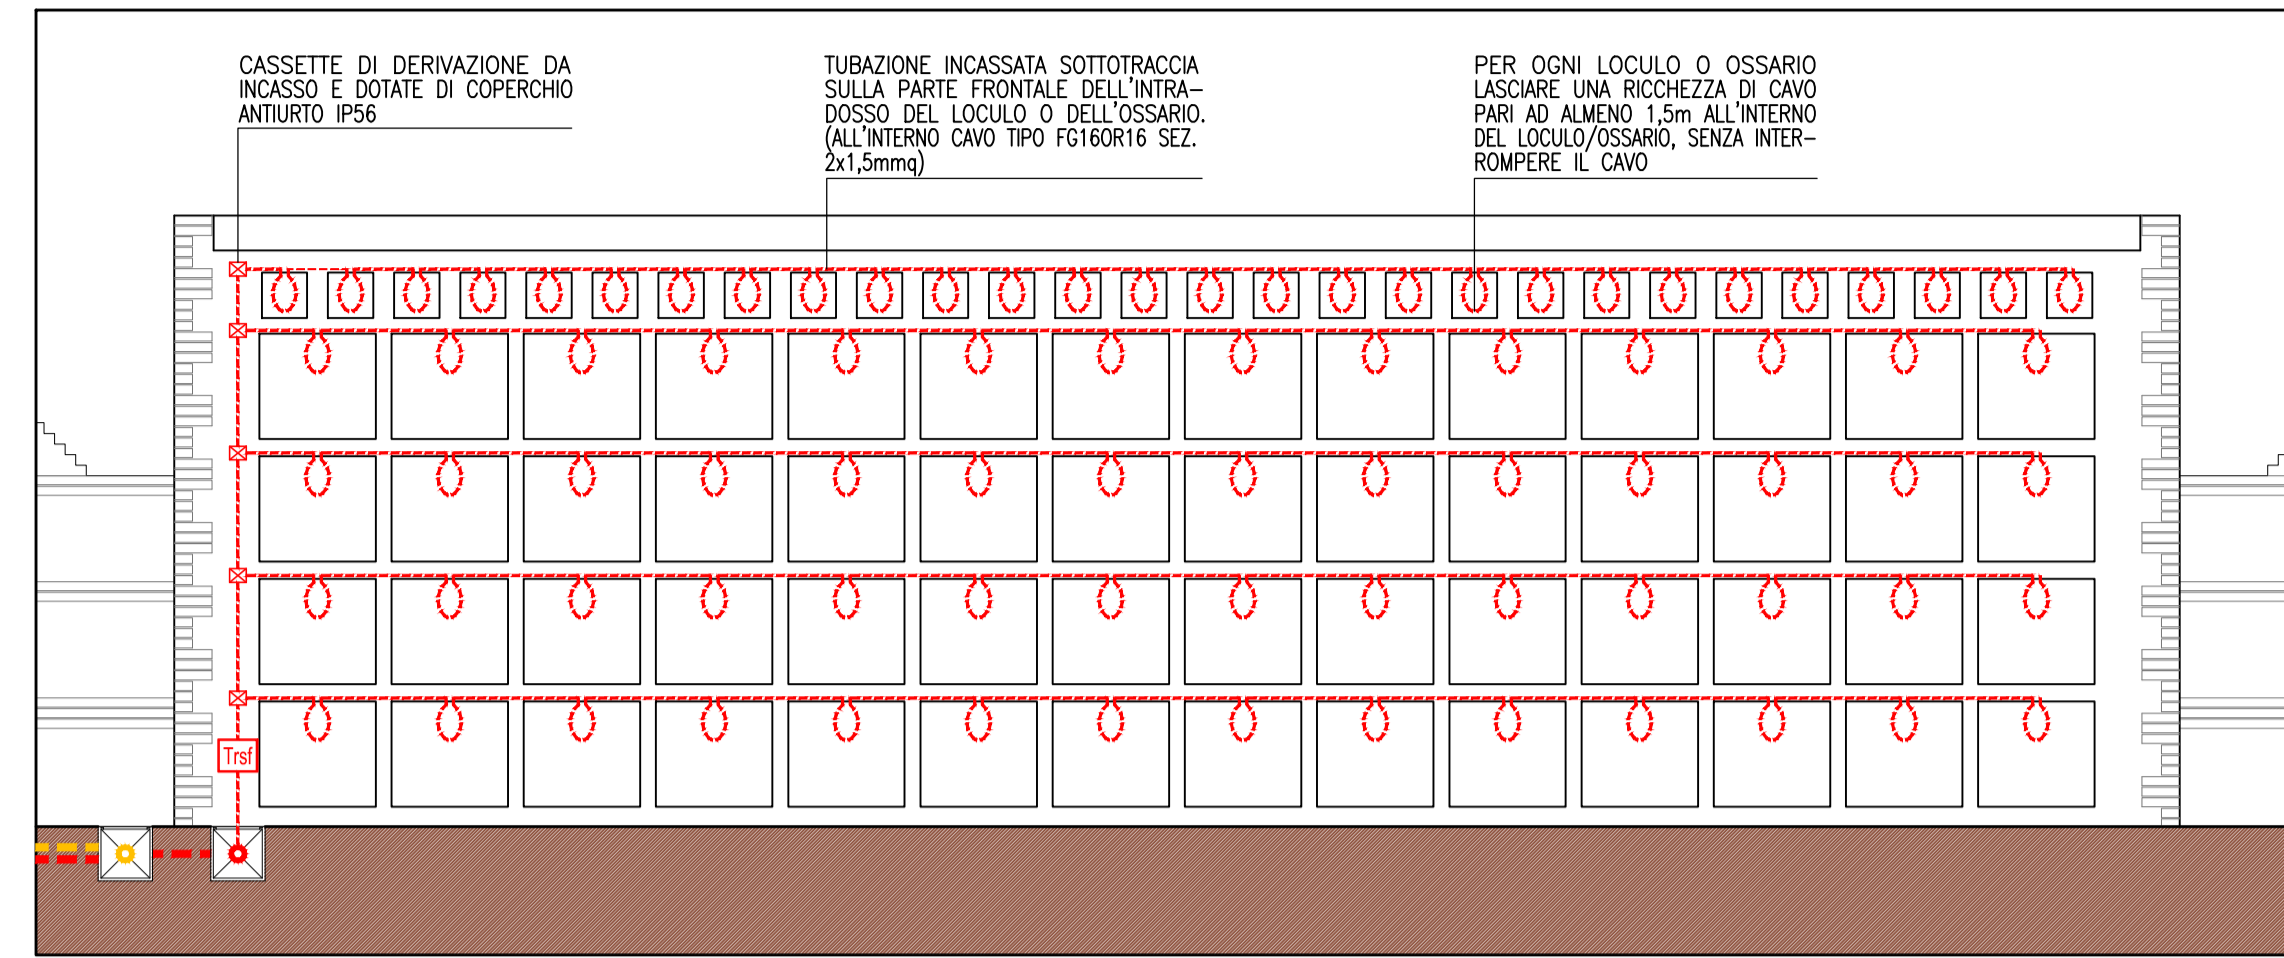 CASSETTE DI DERIVAZIONE DA
INCASSO E DOTATE DI COPERCHIO
ANTIURTO IP56
TUBAZIONE INCASSATA SOTTOTRACCIA
SULLA PARTE FRONTALE DELL'INTRA-
DOSSO DEL LOCULO O DELL'OSSARIO.
(ALL'INTERNO CAVO TIPO FG16OR16 SEZ.
2x1,5mmq)
PER OGNI LOCULO O OSSARIO
LASCIARE UNA RICCHEZZA DI CAVO
PARI AD ALMENO 1,5m ALL'INTERNO
DEL LOCULO/OSSARIO, SENZA INTER-
ROMPERE IL CAVO
Trsf